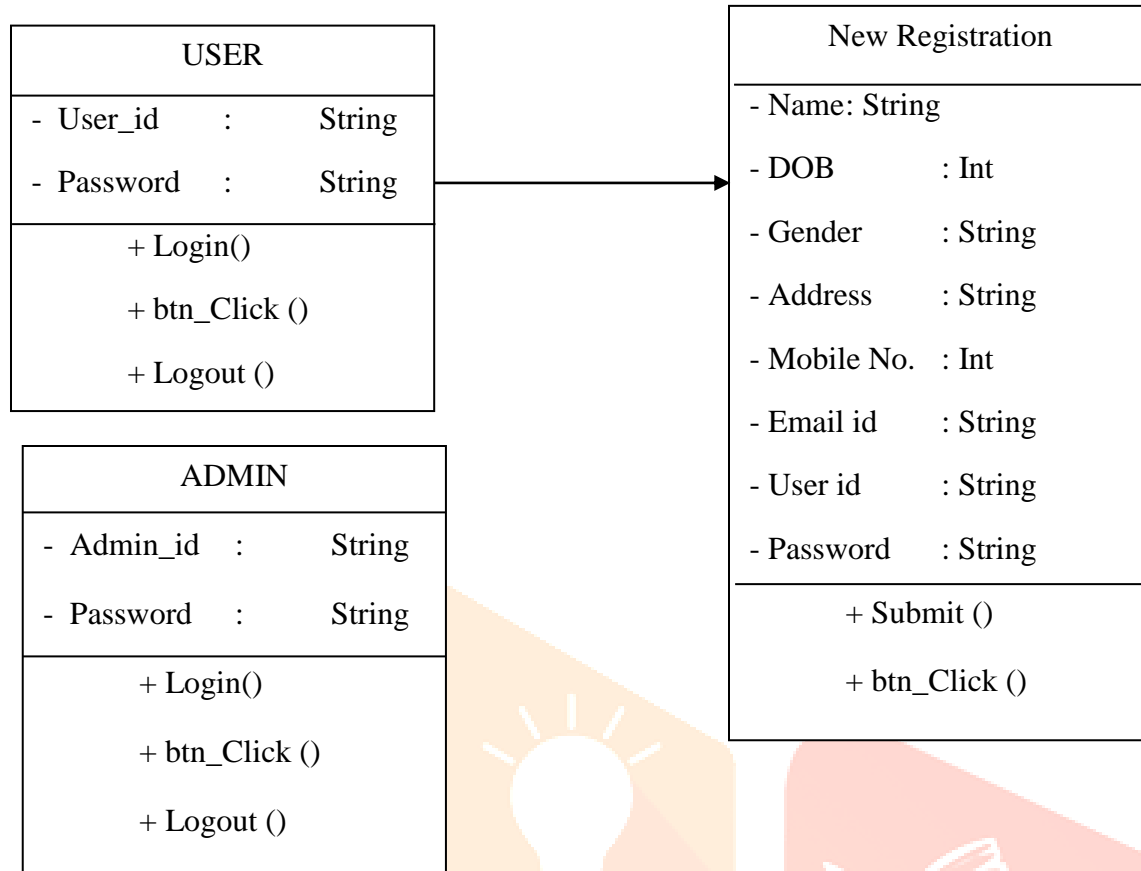 USER
- User_id : String
- Password : String
+ Login()
+ btn_Click ()
+ Logout ()
ADMIN
- Admin_id : String
- Password : String
+ Login()
+ btn_Click ()
+ Logout ()
New Registration
- Name: String
- DOB : Int
- Gender : String
- Address : String
- Mobile No. : Int
- Email id : String
- User id : String
- Password : String
+ Submit ()
+ btn_Click ()